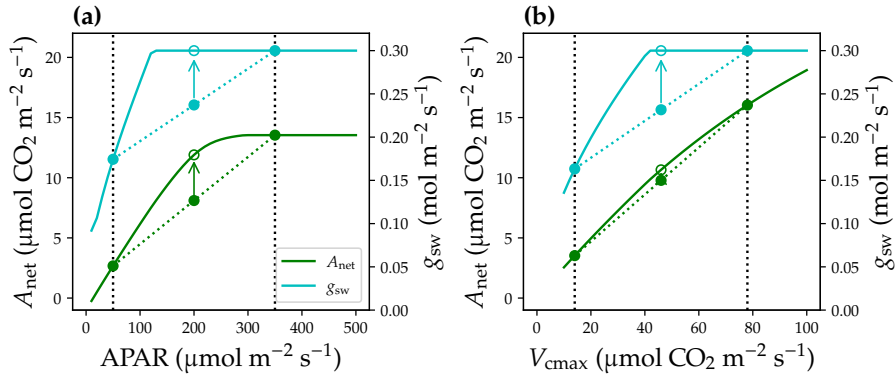 (a)
20
15
10
5
0
A_net (μmol CO₂ m⁻² s⁻¹)
0.30
0.25
0.20
0.15
0.10
0.05
0.00
g_sw (mol m⁻² s⁻¹)
A_net
g_sw
0 100 200 300 400 500
APAR (μmol m⁻² s⁻¹)
(b)
20
15
10
5
0
A_net (μmol CO₂ m⁻² s⁻¹)
0.30
0.25
0.20
0.15
0.10
0.05
0.00
g_sw (mol m⁻² s⁻¹)
0 20 40 60 80 100
V_cmax (μmol CO₂ m⁻² s⁻¹)